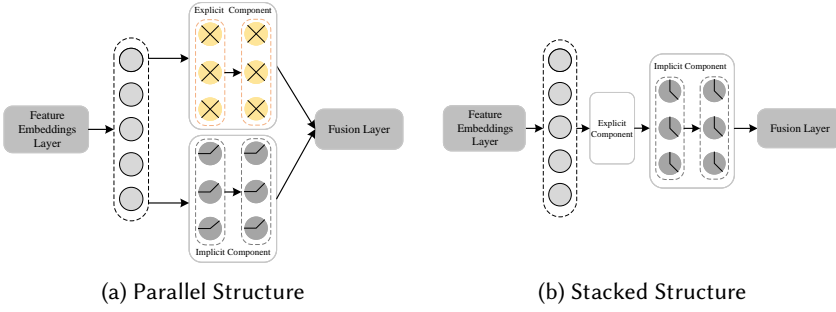 Explicit Component
Feature
Embeddings
Layer
Fusion Layer
Implicit Component
(a) Parallel Structure
Implicit Component
Feature
Embeddings
Layer
Explicit
Component
Fusion Layer
(b) Stacked Structure